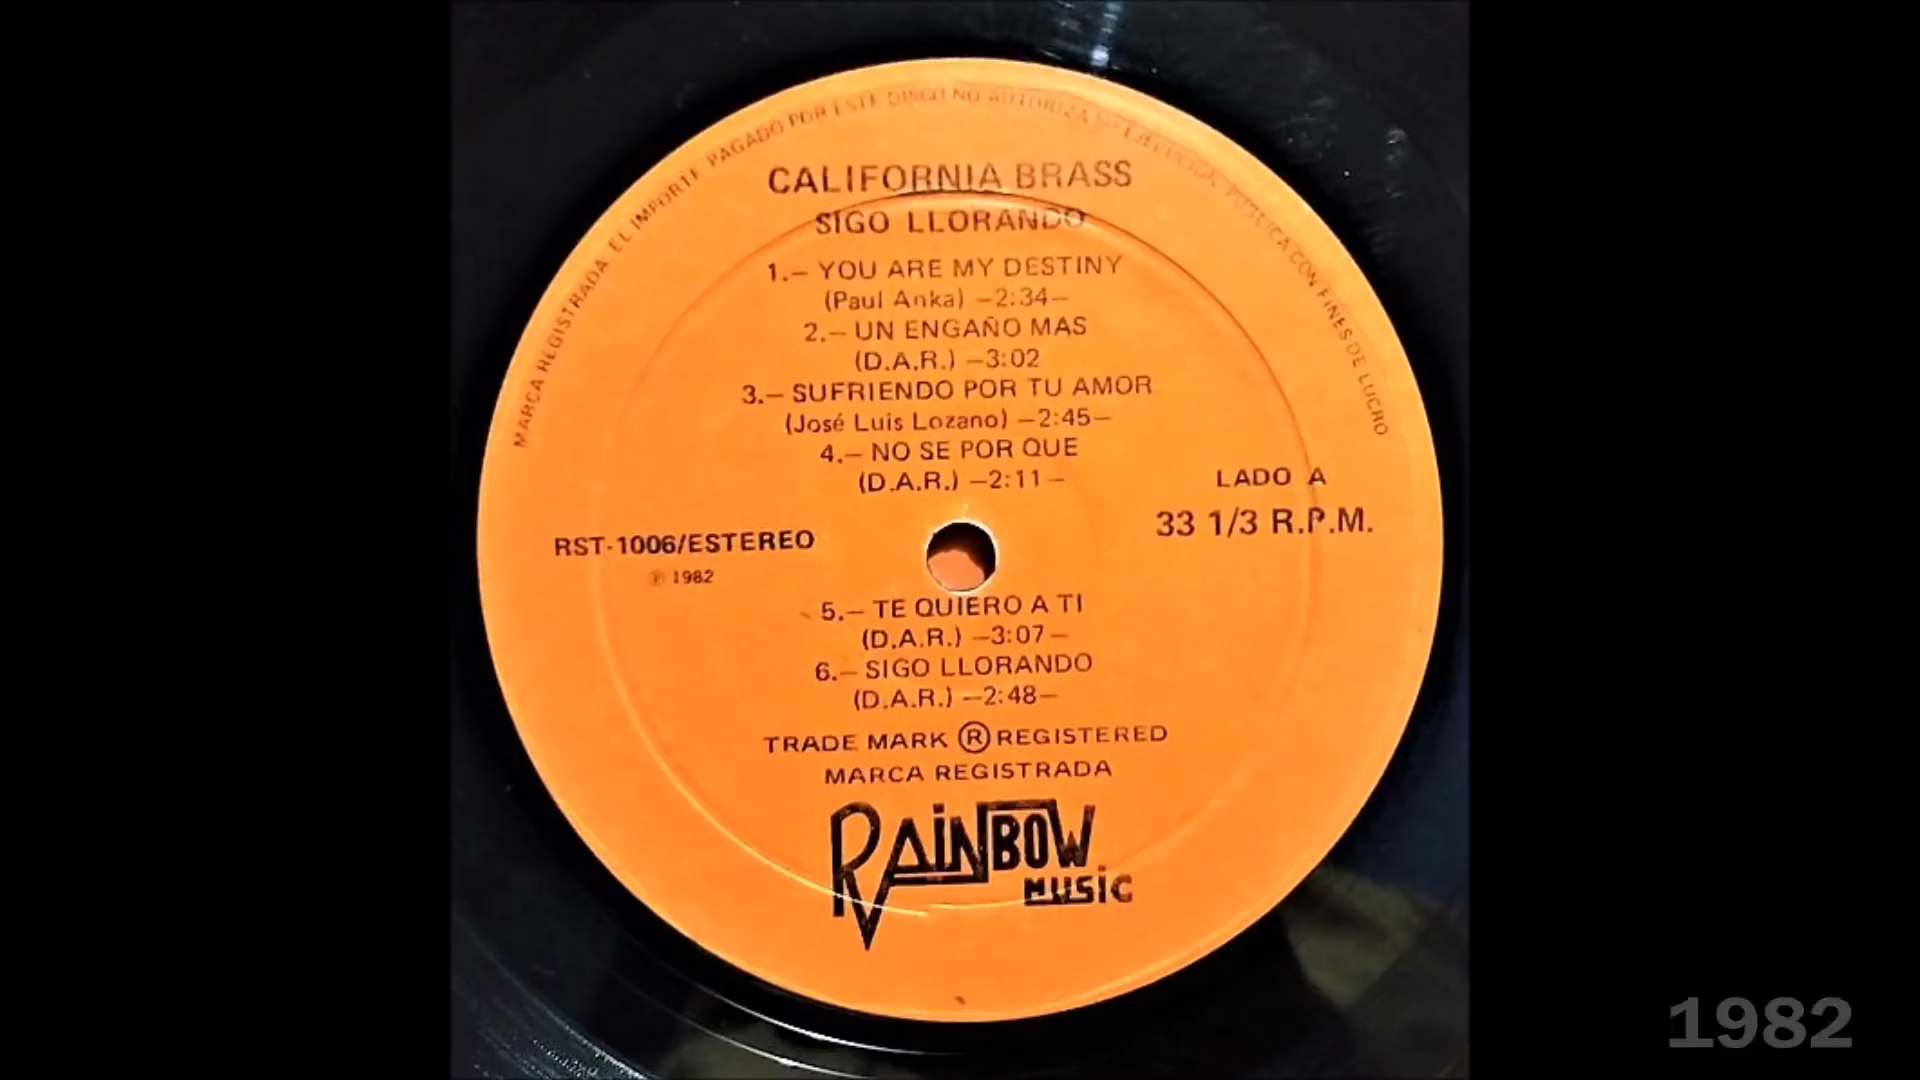 MARCA REGISTRADA EL IMPORTE PAGADO POR ESTE DISCO NO AUTORIZA SU EJECUCION PUBLICA CON FINES DE LUCRO
CALIFORNIA BRASS
SIGO LLORANDO
1.— YOU ARE MY DESTINY
(Paul Anka) —2:34—
2.— UN ENGAÑO MAS
(D.A.R.) —3:02
3.— SUFRIENDO POR TU AMOR
(José Luis Lozano) —2:45—
4.— NO SE POR QUE
(D.A.R.) —2:11—
LADO A
33 1/3 R.P.M.
RST-1006/ESTEREO
℗ 1982
5.— TE QUIERO A TI
(D.A.R.) —3:07—
6.— SIGO LLORANDO
(D.A.R.) —2:48—
TRADE MARK ® REGISTERED
MARCA REGISTRADA
RAINBOW
MUSIC
1982